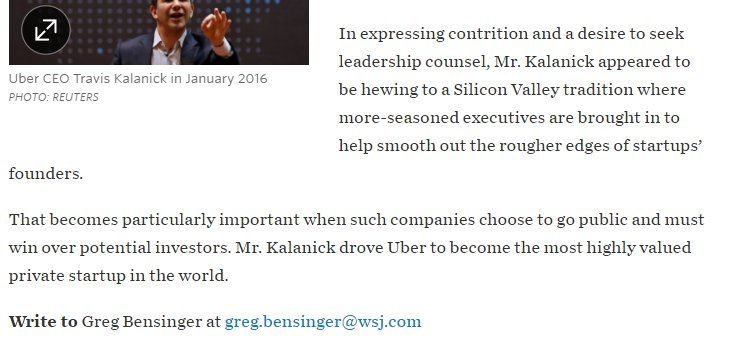 Uber CEO Travis Kalanick in January 2016
PHOTO: REUTERS
In expressing contrition and a desire to seek
leadership counsel, Mr. Kalanick appeared to
be hewing to a Silicon Valley tradition where
more-seasoned executives are brought in to
help smooth out the rougher edges of startups’
founders.
That becomes particularly important when such companies choose to go public and must
win over potential investors. Mr. Kalanick drove Uber to become the most highly valued
private startup in the world.
Write to Greg Bensinger at greg.bensinger@wsj.com